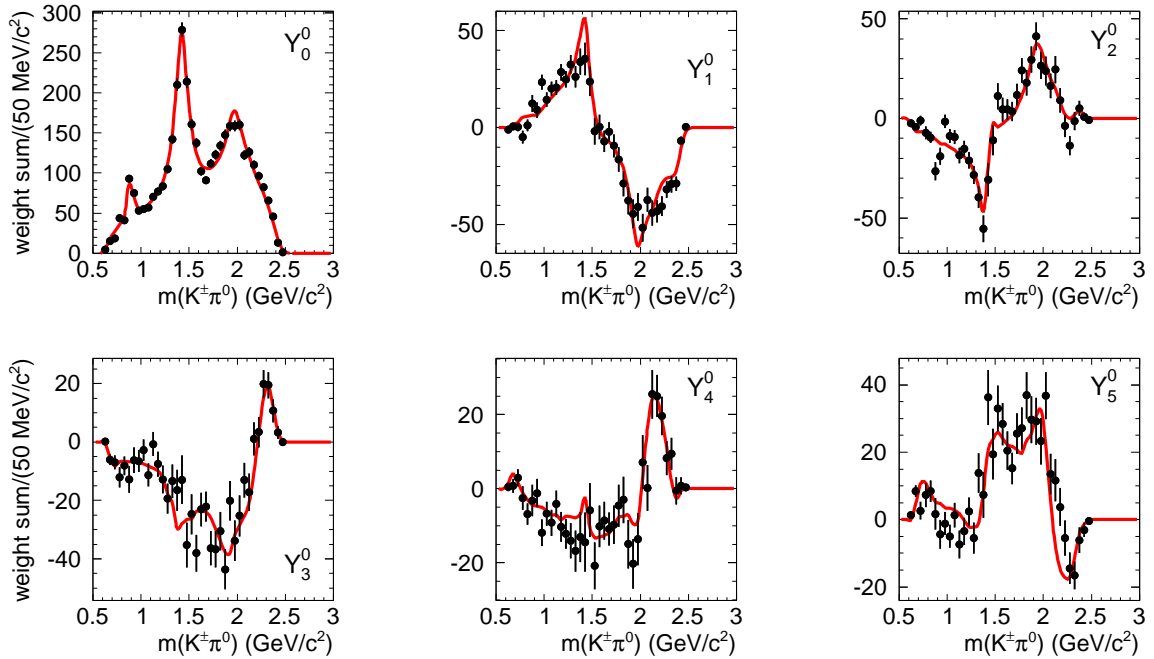 weight sum/(50 MeV/c²)
300
250
200
150
100
50
0
Y⁰₀
0.5 1 1.5 2 2.5 3
m(K±π⁰) (GeV/c²)
50
0
-50
Y⁰₁
0.5 1 1.5 2 2.5 3
m(K±π⁰) (GeV/c²)
50
0
-50
Y⁰₂
0.5 1 1.5 2 2.5 3
m(K±π⁰) (GeV/c²)
weight sum/(50 MeV/c²)
20
0
-20
-40
Y⁰₃
0.5 1 1.5 2 2.5 3
m(K±π⁰) (GeV/c²)
40
20
0
-20
Y⁰₄
0.5 1 1.5 2 2.5 3
m(K±π⁰) (GeV/c²)
40
20
0
-20
Y⁰₅
0.5 1 1.5 2 2.5 3
m(K±π⁰) (GeV/c²)